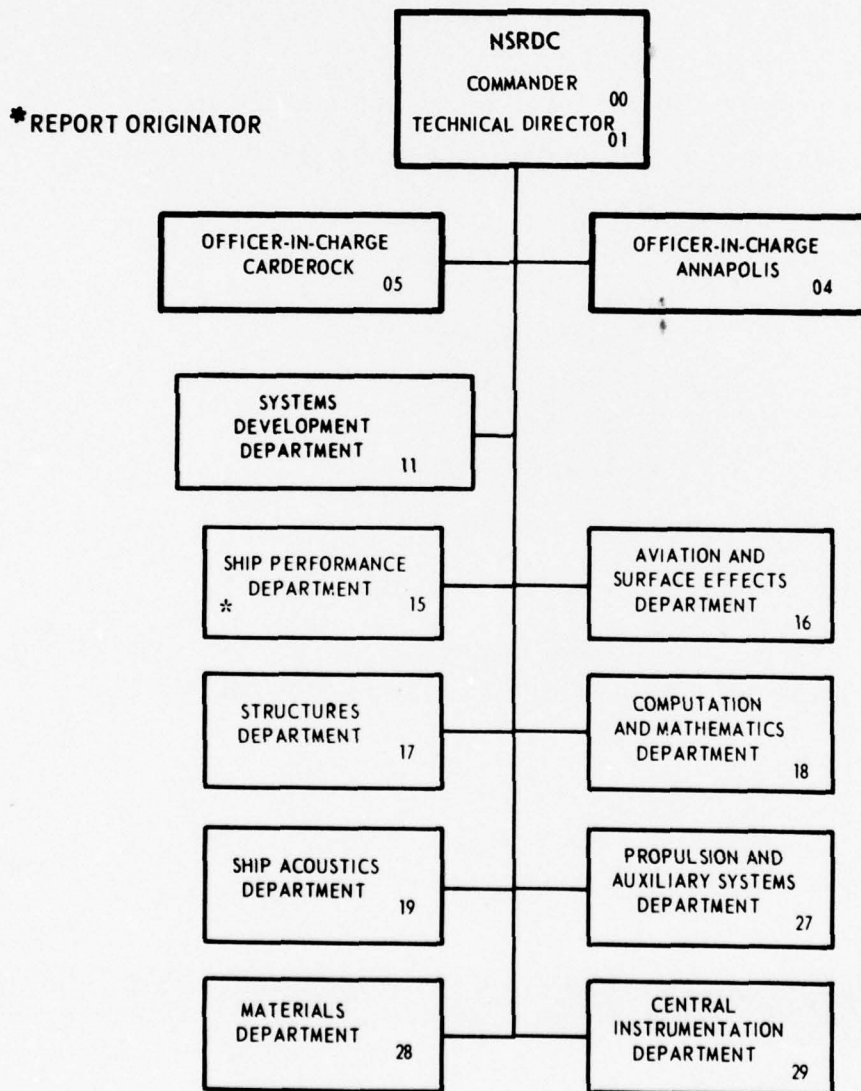 NSRDC
COMMANDER
00
TECHNICAL DIRECTOR
01
*REPORT ORIGINATOR
OFFICER-IN-CHARGE
CARDEROCK
05
OFFICER-IN-CHARGE
ANNAPOLIS
04
SYSTEMS
DEVELOPMENT
DEPARTMENT
11
SHIP PERFORMANCE
DEPARTMENT
* 15
AVIATION AND
SURFACE EFFECTS
DEPARTMENT
16
STRUCTURES
DEPARTMENT
17
COMPUTATION
AND MATHEMATICS
DEPARTMENT
18
SHIP ACOUSTICS
DEPARTMENT
19
PROPULSION AND
AUXILIARY SYSTEMS
DEPARTMENT
27
MATERIALS
DEPARTMENT
28
CENTRAL
INSTRUMENTATION
DEPARTMENT
29